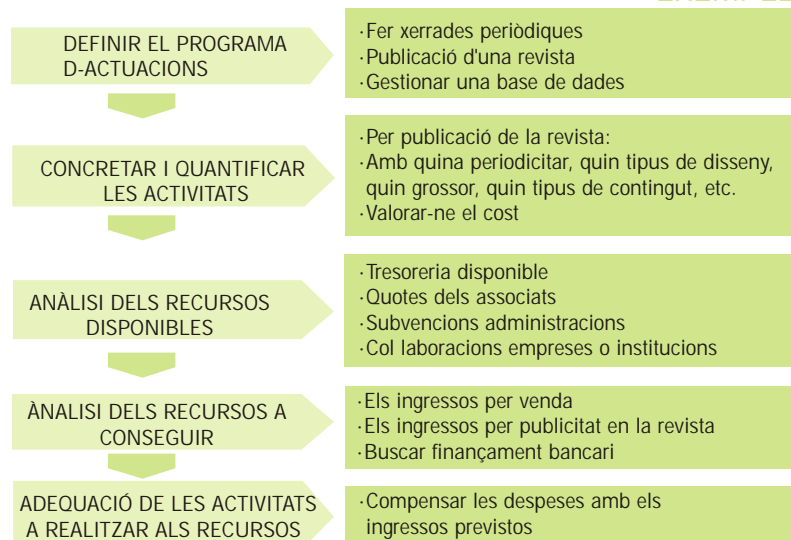 DEFINIR EL PROGRAMA
D-ACTUACIONS
·Fer xerrades periòdiques
·Publicació d'una revista
·Gestionar una base de dades
CONCRETAR I QUANTIFICAR
LES ACTIVITATS
·Per publicació de la revista:
·Amb quina periodicitar, quin tipus de disseny,
quin grossor, quin tipus de contingut, etc.
·Valorar-ne el cost
ANÀLISI DELS RECURSOS
DISPONIBLES
·Tresoreria disponible
·Quotes dels associats
·Subvencions administracions
·Col laboracions empreses o institucions
ÀNALISI DELS RECURSOS A
CONSEGUIR
·Els ingressos per venda
·Els ingressos per publicitat en la revista
·Buscar finançament bancari
ADEQUACIÓ DE LES ACTIVITATS
A REALITZAR ALS RECURSOS
·Compensar les despeses amb els
ingressos previstos